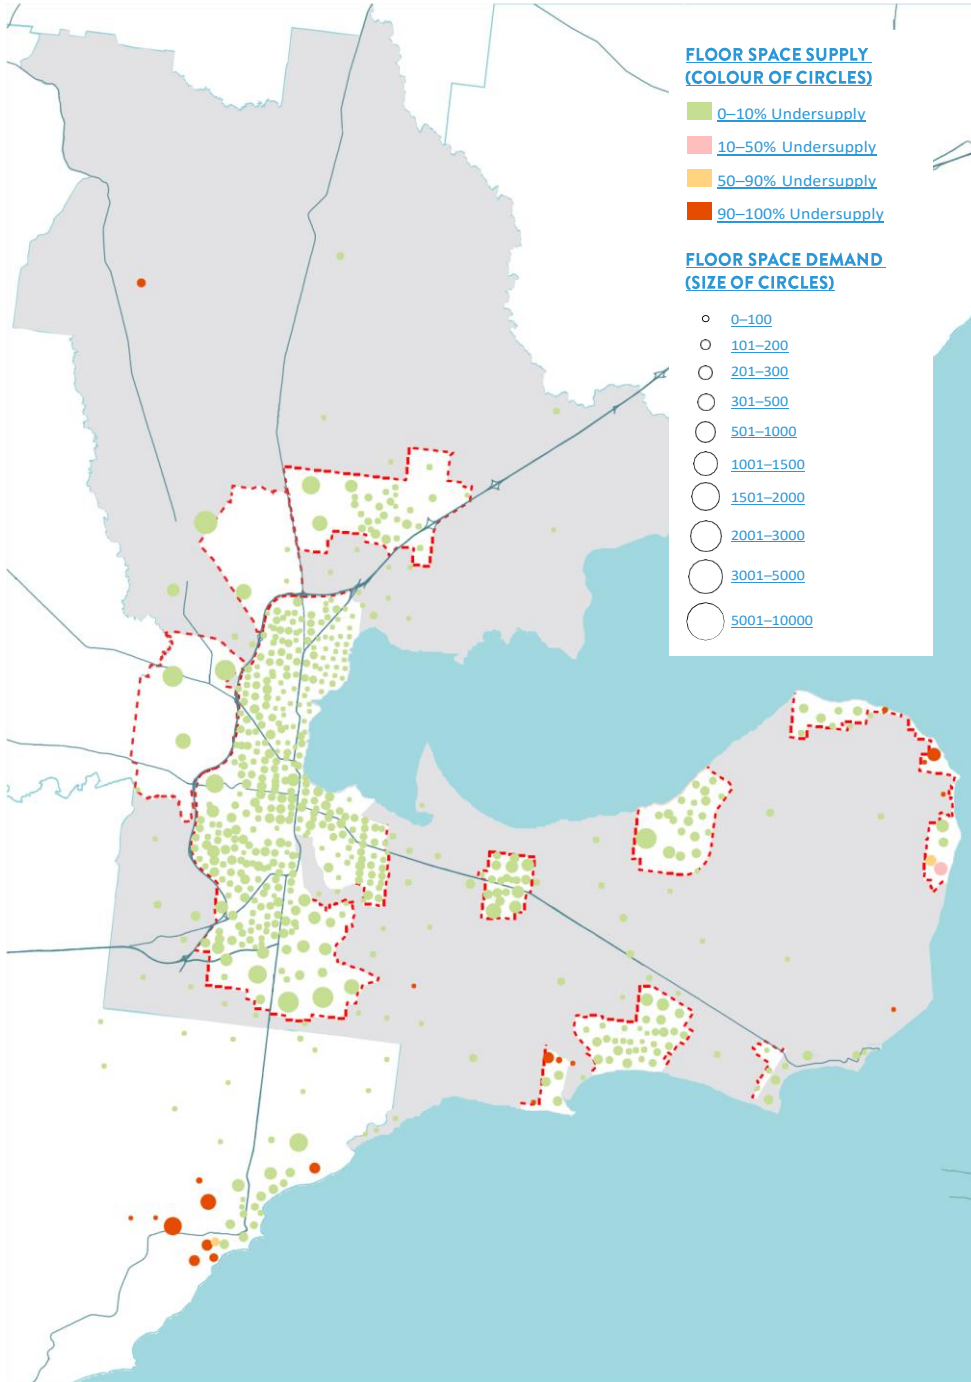 FLOOR SPACE SUPPLY
(COLOUR OF CIRCLES)
0–10% Undersupply
10–50% Undersupply
50–90% Undersupply
90–100% Undersupply
FLOOR SPACE DEMAND
(SIZE OF CIRCLES)
0–100
101–200
201–300
301–500
501–1000
1001–1500
1501–2000
2001–3000
3001–5000
5001–10000